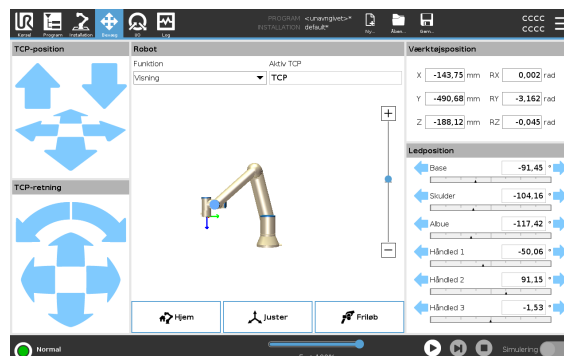 PROGRAM <unavngivet>*
INSTALLATION default*
CCCC
CCCC
Kørsel Program Installation Bevæg I/O Log Ny... Åben... Gem...
TCP-position
Robot
Værktøjsposition
Funktion
Aktiv TCP
Visning
TCP
X -143,75 mm RX 0,002 rad
Y -490,68 mm RY -3,162 rad
Z -188,12 mm RZ -0,045 rad
Ledposition
Base -91,45 °
Skulder -104,16 °
TCP-retning
Albue -117,42 °
Håndled 1 -50,06 °
Håndled 2 91,15 °
Håndled 3 -1,53 °
Hjem
Juster
Friløb
Normal
Simulering